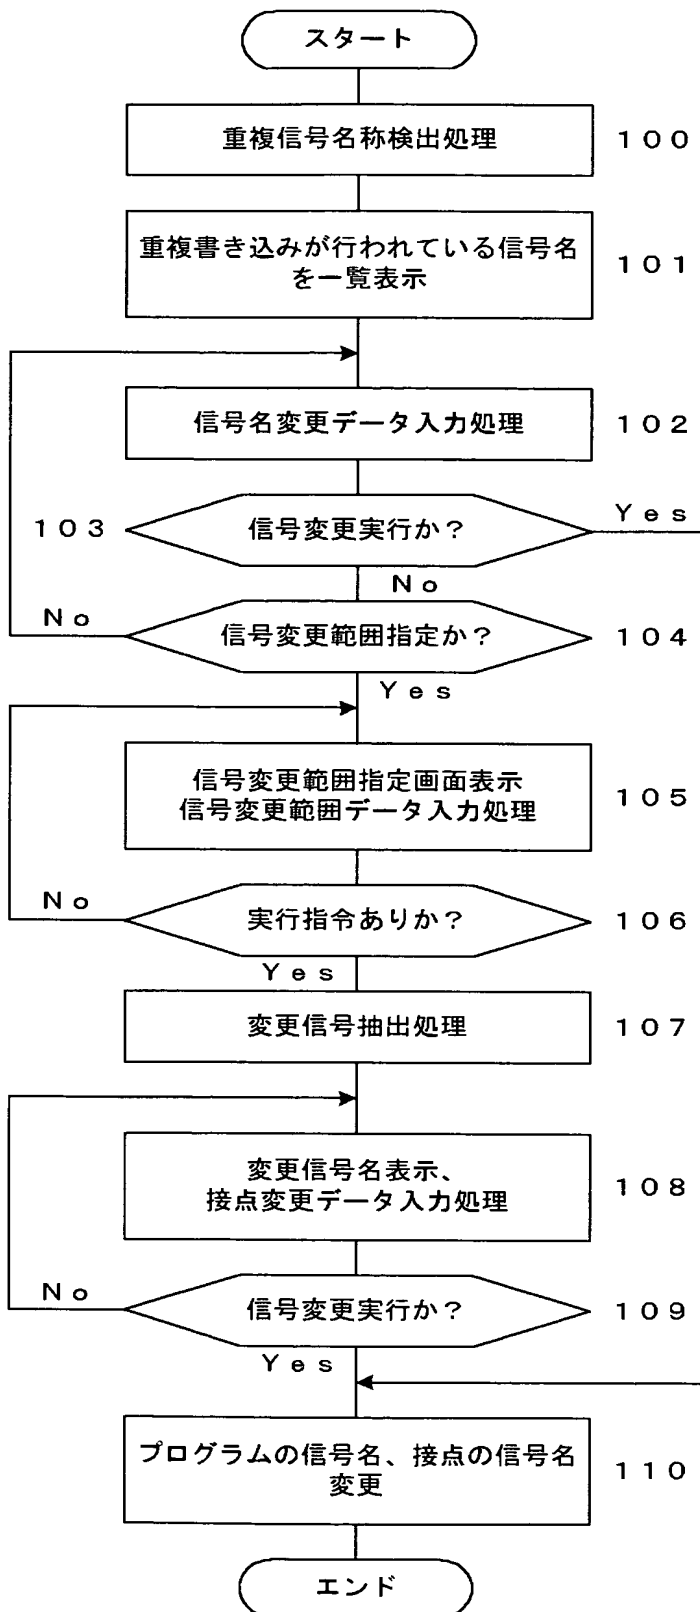 スタート
重複信号名称検出処理
１００
重複書き込みが行われている信号名
を一覧表示
１０１
信号名変更データ入力処理
１０２
１０３
信号変更実行か？
Ｙｅｓ
Ｎｏ
Ｎｏ
信号変更範囲指定か？
１０４
Ｙｅｓ
信号変更範囲指定画面表示
信号変更範囲データ入力処理
１０５
Ｎｏ
実行指令ありか？
１０６
Ｙｅｓ
変更信号抽出処理
１０７
変更信号名表示、
接点変更データ入力処理
１０８
Ｎｏ
信号変更実行か？
１０９
Ｙｅｓ
プログラムの信号名、接点の信号名
変更
１１０
エンド